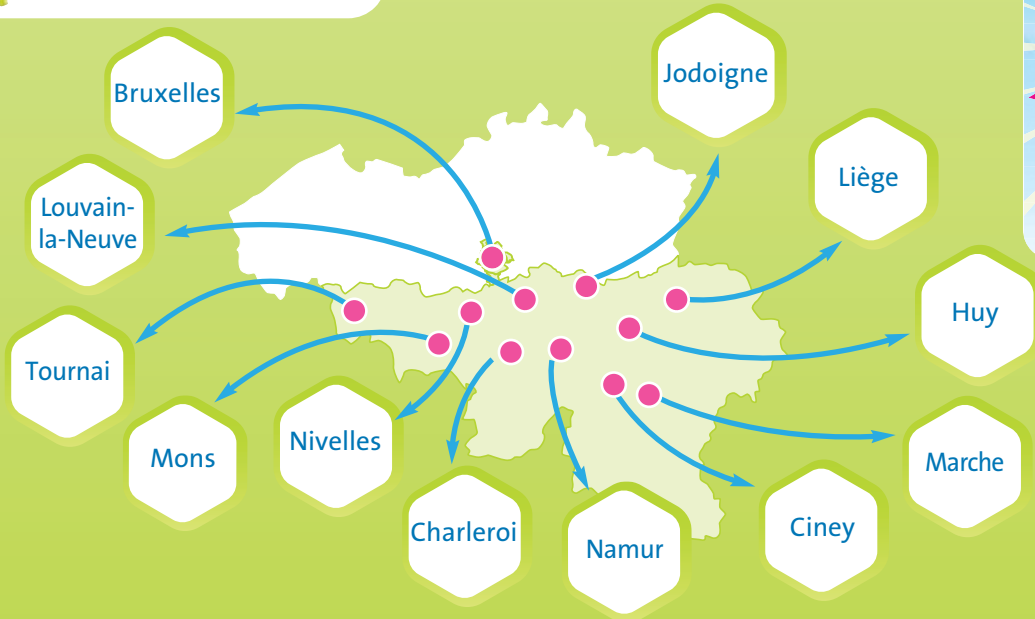 Bruxelles
Jodoigne
Liège
Louvain-
la-Neuve
Huy
Tournai
Mons
Nivelles
Marche
Charleroi
Namur
Ciney